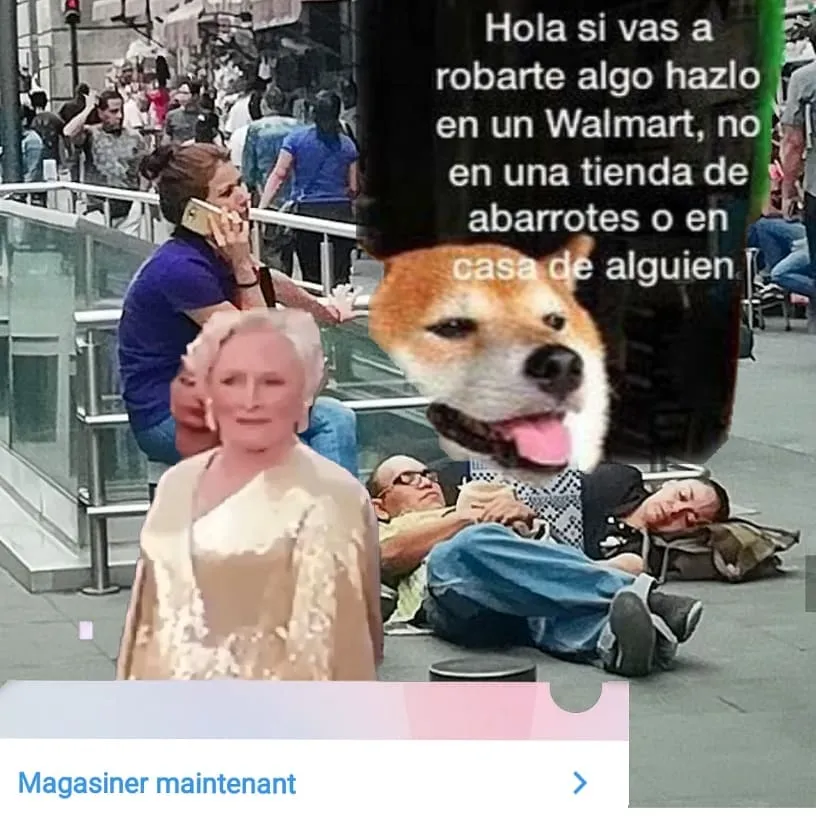 Hola si vas a
robarte algo hazlo
en un Walmart, no
en una tienda de
abarrotes o en
casa de alguien
Magasiner maintenant